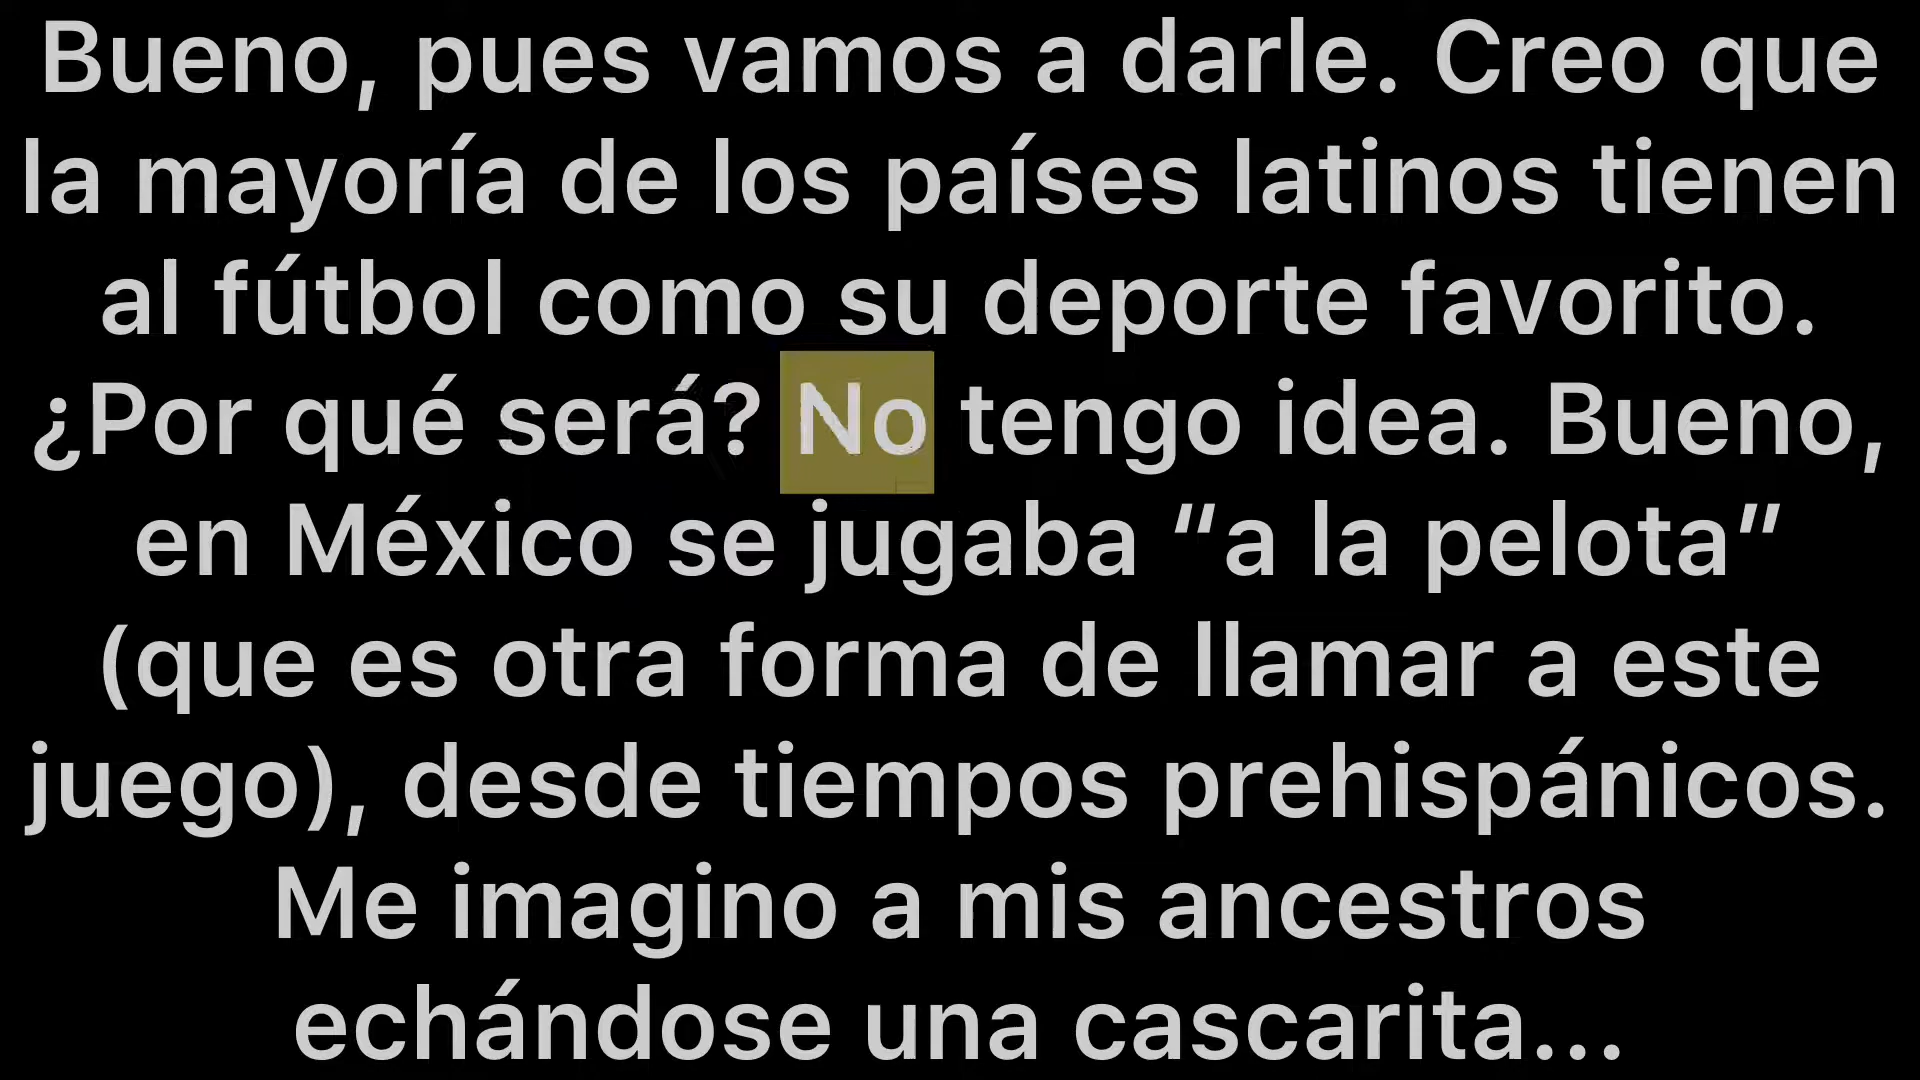 Bueno, pues vamos a darle. Creo que
la mayoría de los países latinos tienen
al fútbol como su deporte favorito.
¿Por qué será? No tengo idea. Bueno,
en México se jugaba “a la pelota”
(que es otra forma de llamar a este
juego), desde tiempos prehispánicos.
Me imagino a mis ancestros
echándose una cascarita...